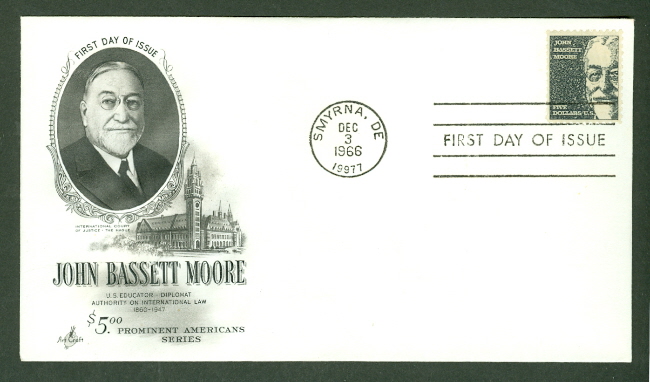 FIRST DAY OF ISSUE
INTERNATIONAL COURT
OF JUSTICE - THE HAGUE
JOHN BASSETT MOORE
U.S. EDUCATOR - DIPLOMAT
AUTHORITY ON INTERNATIONAL LAW
1860-1947
$5.00 PROMINENT AMERICANS
SERIES
Art Craft
SMYRNA, DE
DEC
3
1966
19977
JOHN
BASSETT
MOORE
FIVE
DOLLARS U.S.
FIRST DAY OF ISSUE